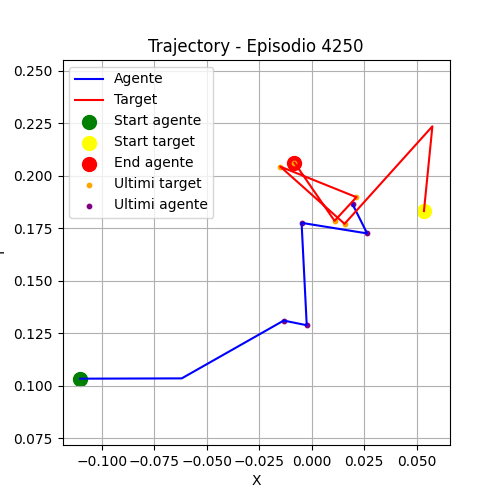 Trajectory - Episodio 4250
Agente
Target
Start agente
Start target
End agente
Ultimi target
Ultimi agente
0.250
0.225
0.200
0.175
0.150
0.125
0.100
0.075
−0.100
−0.075
−0.050
−0.025
0.000
0.025
0.050
X